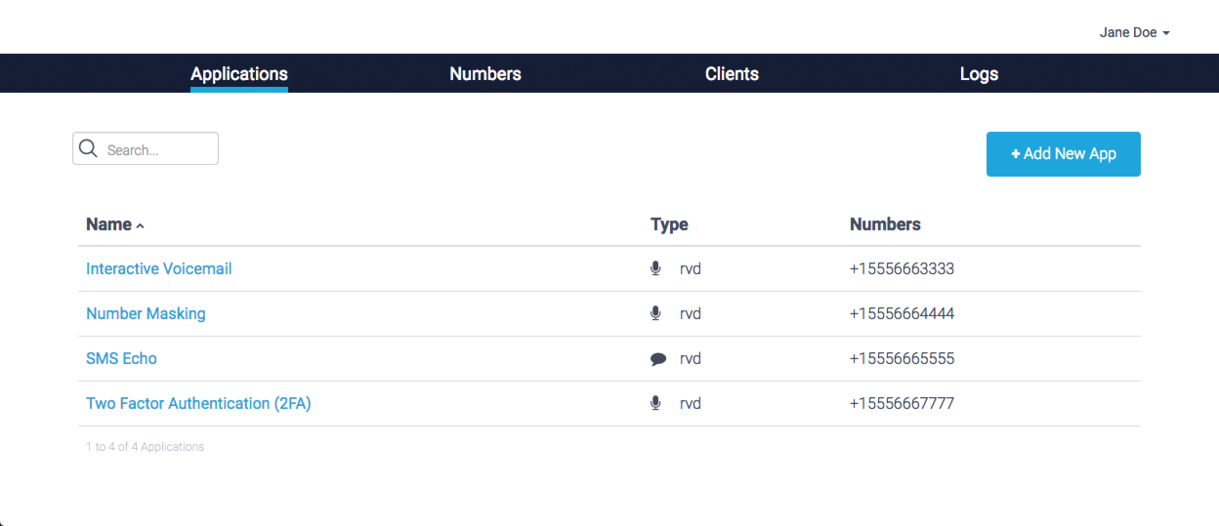 Jane Doe
Applications Numbers Clients Logs
Search...
+ Add New App
Name Type Numbers
Interactive Voicemail rvd +15556663333
Number Masking rvd +15556664444
SMS Echo rvd +15556665555
Two Factor Authentication (2FA) rvd +15556667777
1 to 4 of 4 Applications